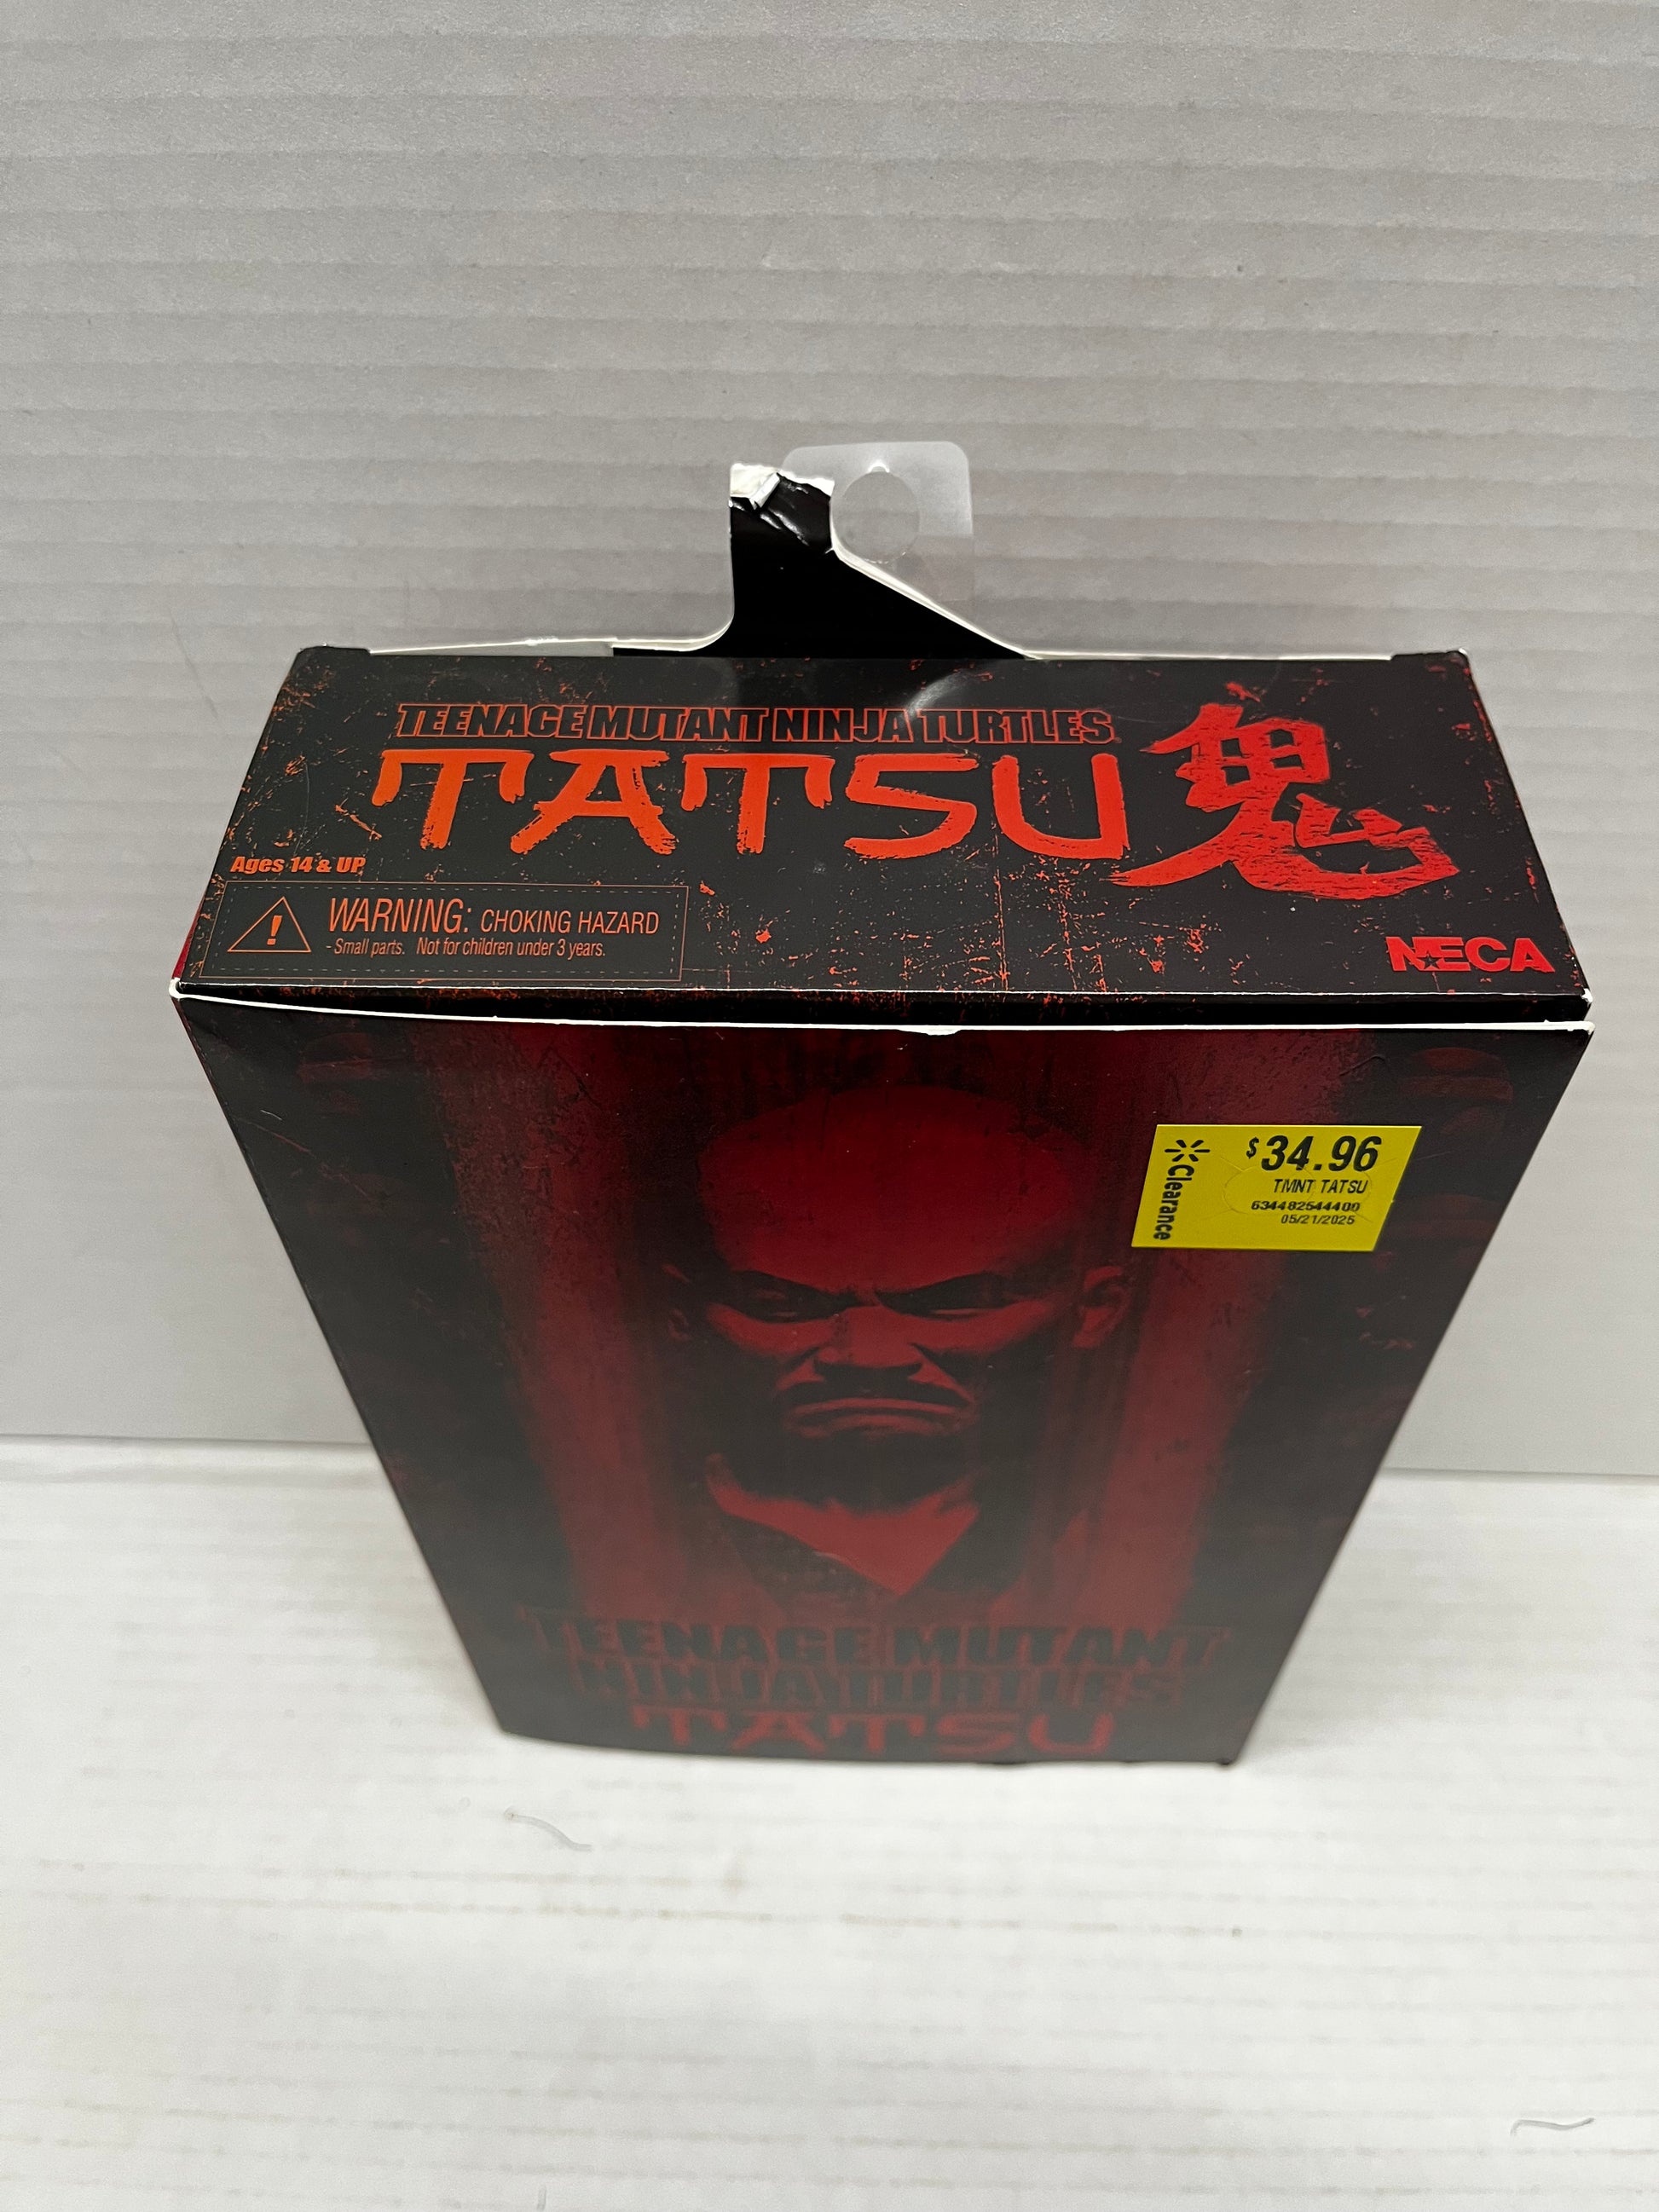 TEENAGE MUTANT NINJA TURTLES
TATSU 鬼
Ages 14 & UP
WARNING: CHOKING HAZARD
- Small parts. Not for children under 3 years.
NECA
Clearance
$34.96
TMNT TATSU
634482544400
05/21/2025
TEENAGE MUTANT
NINJA TURTLES
TATSU